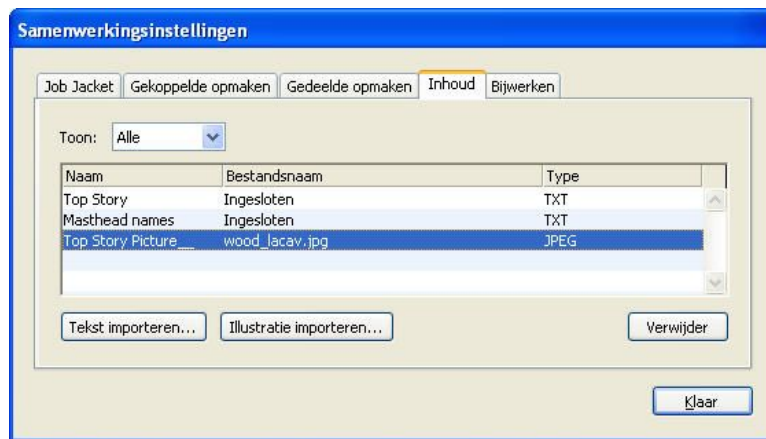 Samenwerkingsinstellingen
Job Jacket Gekoppelde opmaken Gedeelde opmaken Inhoud Bijwerken
Toon: Alle
Naam Bestandsnaam Type
Top Story Ingesloten TXT
Masthead names Ingesloten TXT
Top Story Picture__ wood_lacav.jpg JPEG
Tekst importeren... Illustratie importeren... Verwijder
Klaar